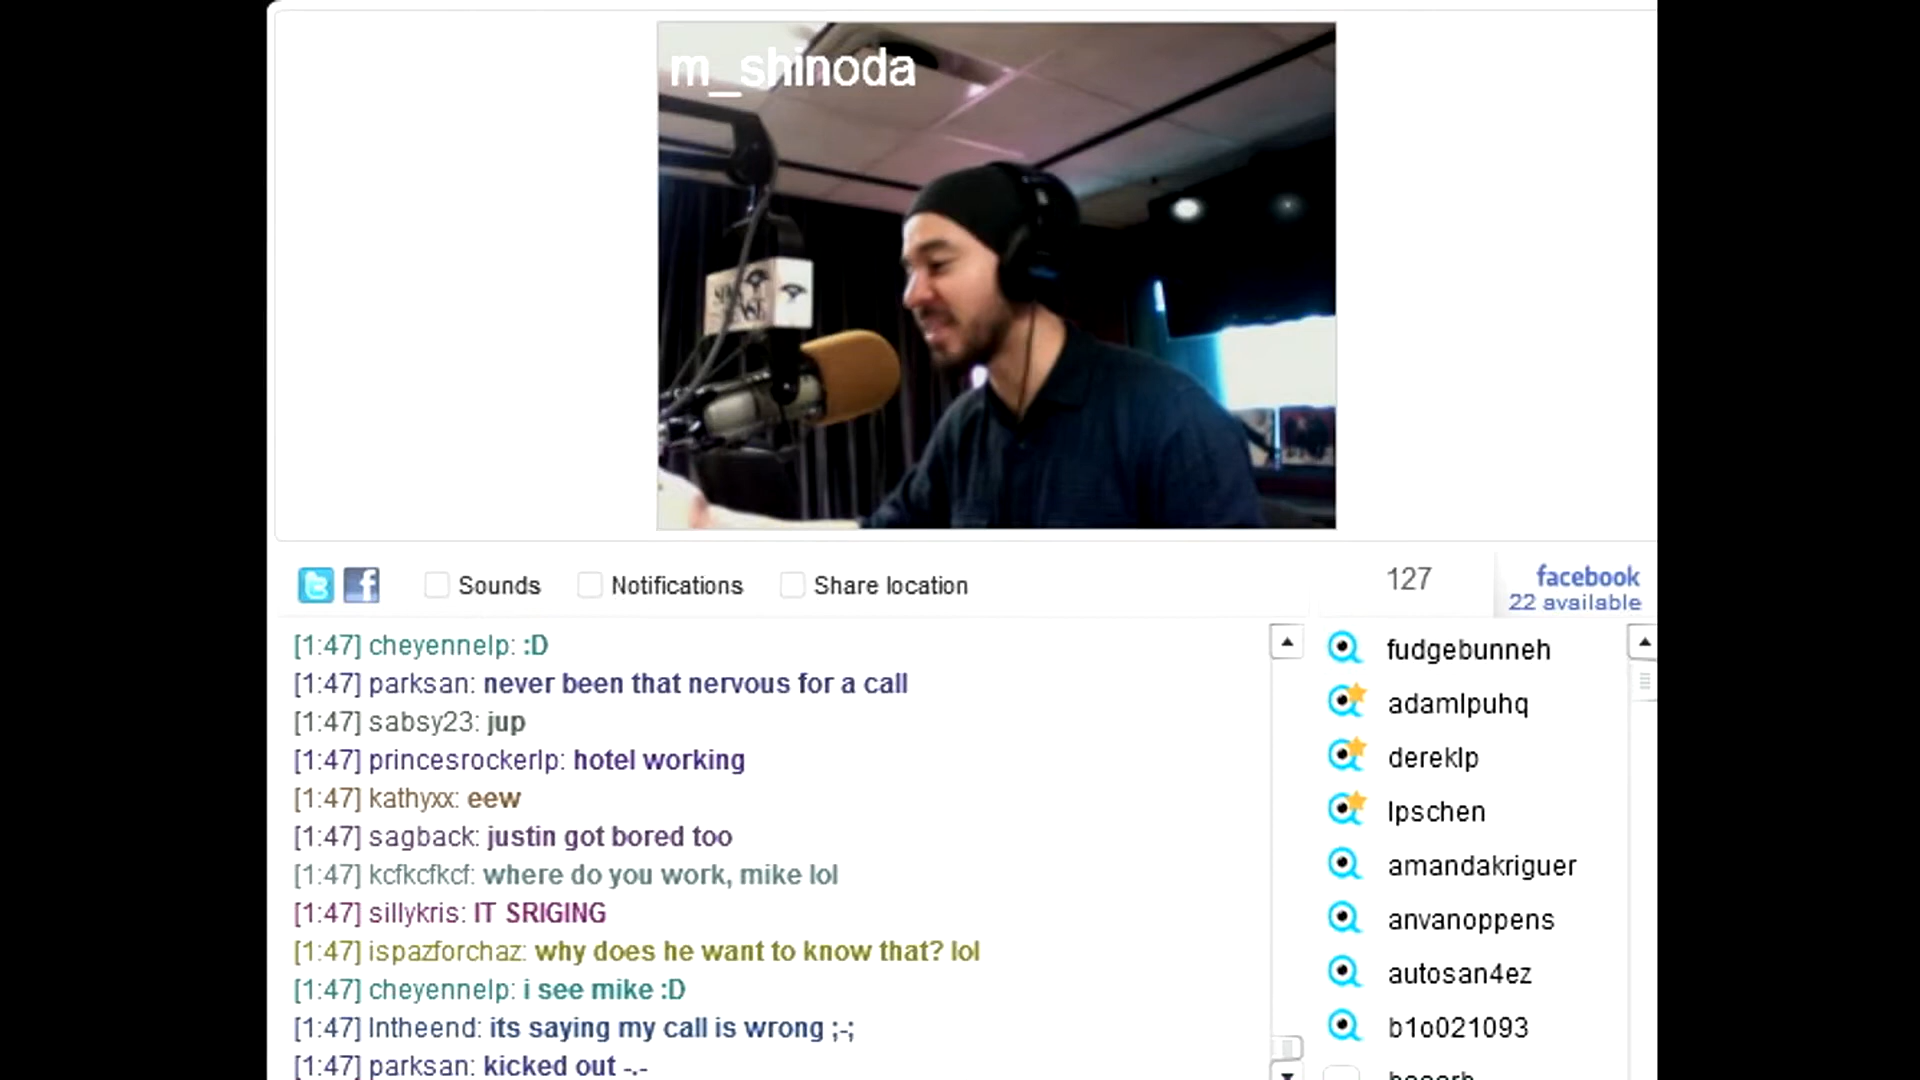 m_shinoda
Sounds
Notifications
Share location
127
facebook
22 available
[1:47] cheyennelp: :D
[1:47] parksan: never been that nervous for a call
[1:47] sabsy23: jup
[1:47] princesrockerlp: hotel working
[1:47] kathyxx: eew
[1:47] sagback: justin got bored too
[1:47] kcfkcfkcf: where do you work, mike lol
[1:47] sillykris: IT SRIGING
[1:47] ispazforchaz: why does he want to know that? lol
[1:47] cheyennelp: i see mike :D
[1:47] Intheend: its saying my call is wrong ;-;
[1:47] parksan: kicked out -.-
fudgebunneh
adamlpuhq
dereklp
lpschen
amandakriguer
anvanoppens
autosan4ez
b1o021093